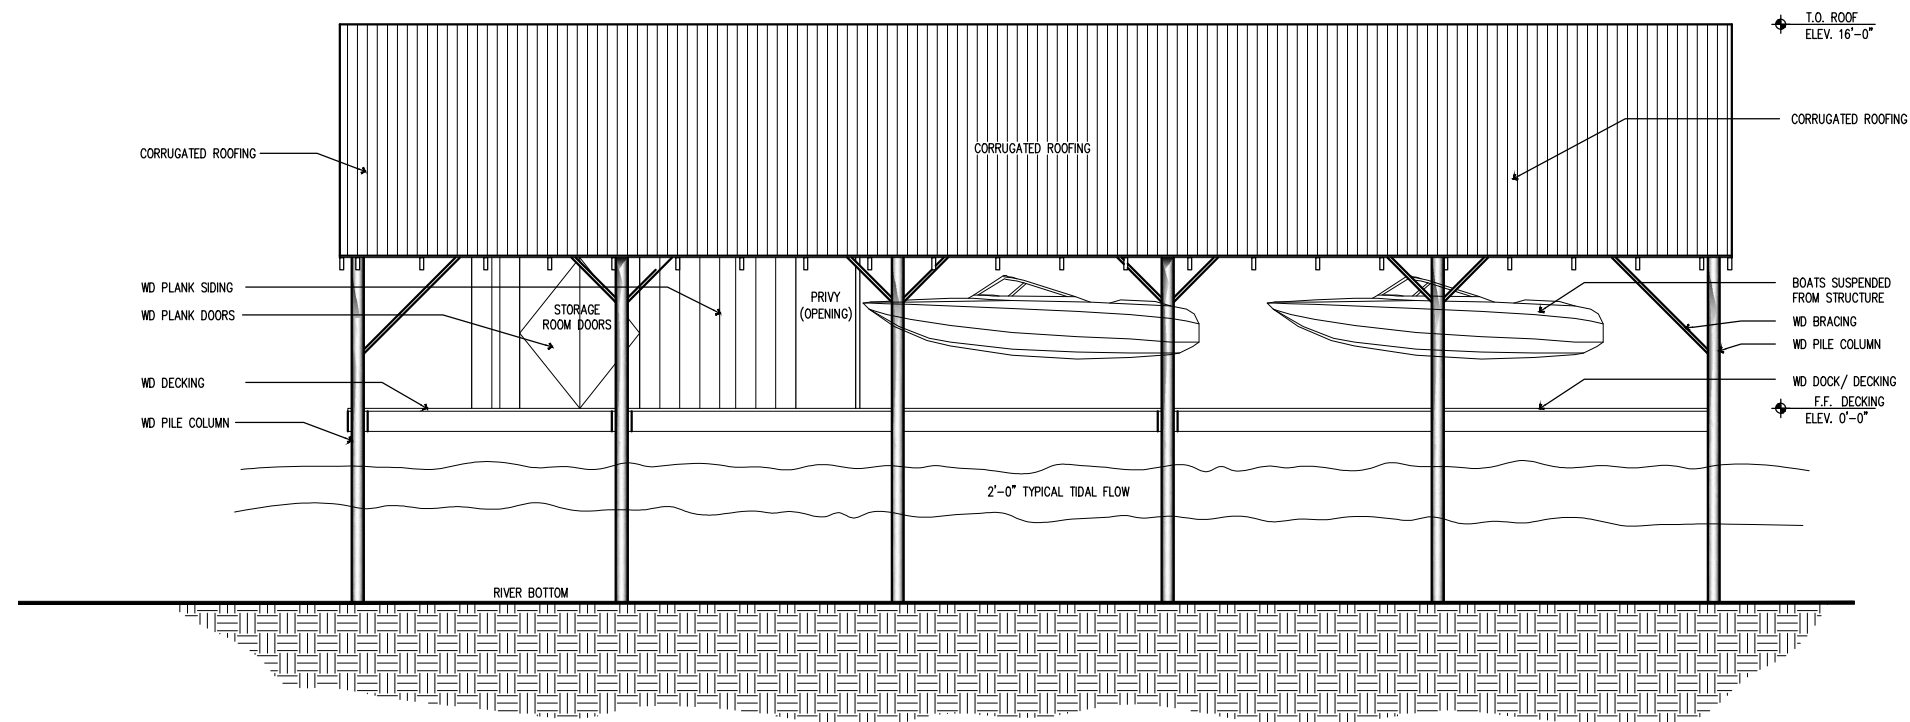 T.O. ROOF
ELEV. 16'-0"
CORRUGATED ROOFING
CORRUGATED ROOFING
CORRUGATED ROOFING
WD PLANK SIDING
WD PLANK DOORS
WD DECKING
WD PILE COLUMN
STORAGE
ROOM DOORS
PRIVY
(OPENING)
BOATS SUSPENDED
FROM STRUCTURE
WD BRACING
WD PILE COLUMN
WD DOCK/ DECKING
F.F. DECKING
ELEV. 0'-0"
2'-0" TYPICAL TIDAL FLOW
RIVER BOTTOM